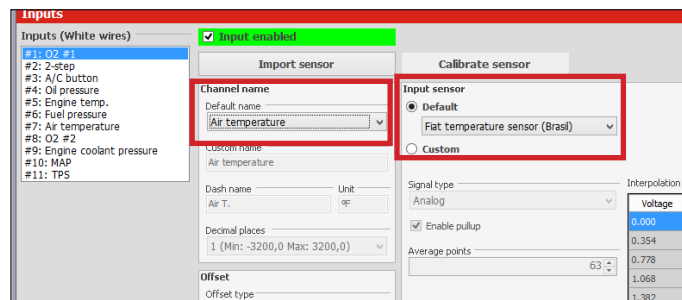 Inputs
Inputs (White wires)
#1: O2 #1
#2: 2-step
#3: A/C button
#4: Oil pressure
#5: Engine temp.
#6: Fuel pressure
#7: Air temperature
#8: O2 #2
#9: Engine coolant pressure
#10: MAP
#11: TPS
Input enabled
Import sensor
Calibrate sensor
Channel name
Default name
Air temperature
Custom name
Air temperature
Dash name
Unit
Air T.
ºF
Decimal places
1 (Min: -3200,0 Max: 3200,0)
Offset
Offset type
Input sensor
Default
Fiat temperature sensor (Brasil)
Custom
Signal type
Analog
Enable pullup
Average points
63
Interpolation
Voltage
0.000
0.354
0.778
1.068
1.382